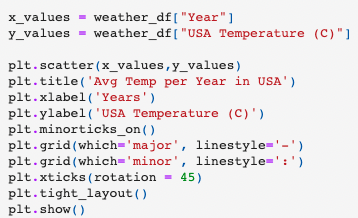 x_values = weather_df["Year"]
y_values = weather_df["USA Temperature (C)"]
plt.scatter(x_values,y_values)
plt.title('Avg Temp per Year in USA')
plt.xlabel('Years')
plt.ylabel('USA Temperature (C)')
plt.minorticks_on()
plt.grid(which='major', linestyle='-')
plt.grid(which='minor', linestyle=':')
plt.xticks(rotation = 45)
plt.tight_layout()
plt.show()